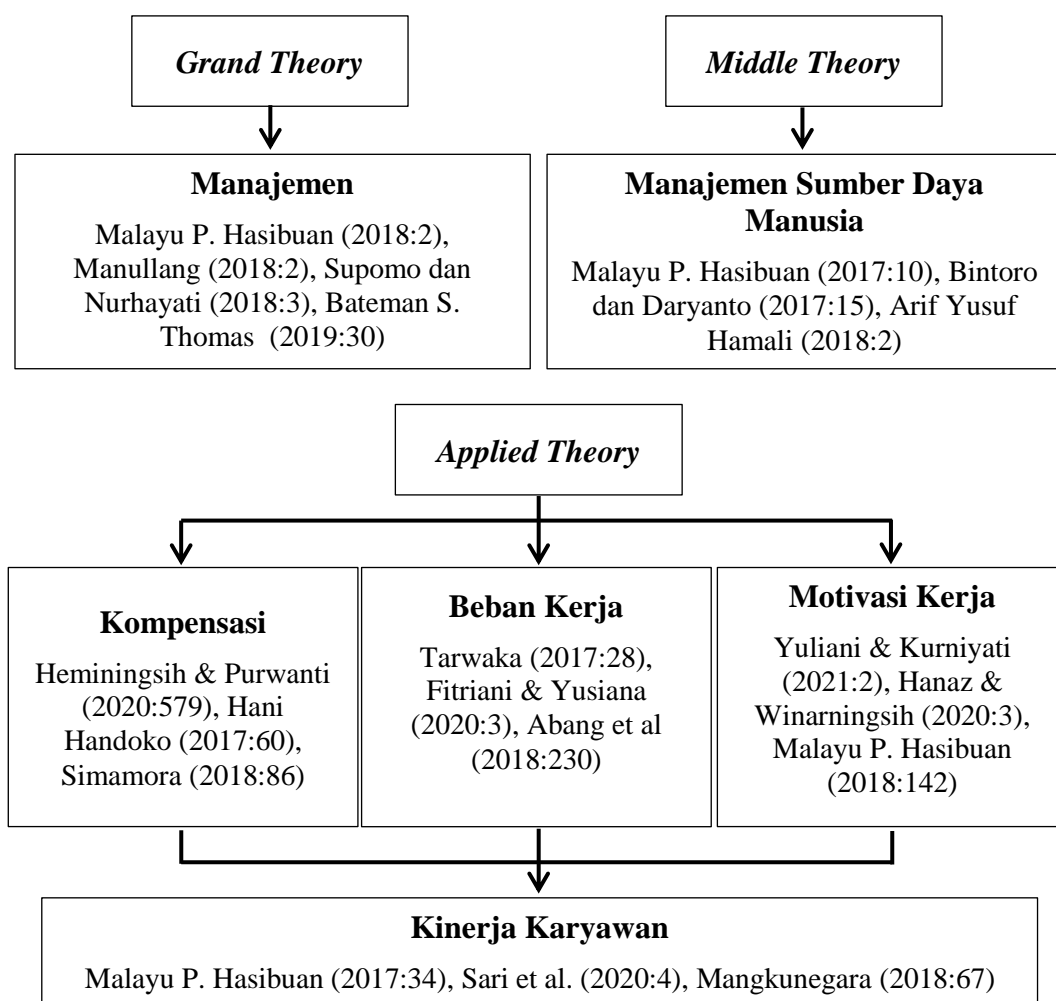 Grand Theory
Middle Theory
Manajemen
Malayu P. Hasibuan (2018:2),
Manullang (2018:2), Supomo dan
Nurhayati (2018:3), Bateman S.
Thomas (2019:30)
Manajemen Sumber Daya
Manusia
Malayu P. Hasibuan (2017:10), Bintoro
dan Daryanto (2017:15), Arif Yusuf
Hamali (2018:2)
Applied Theory
Kompensasi
Heminingsih & Purwanti
(2020:579), Hani
Handoko (2017:60),
Simamora (2018:86)
Beban Kerja
Tarwaka (2017:28),
Fitriani & Yusiana
(2020:3), Abang et al
(2018:230)
Motivasi Kerja
Yuliani & Kurniyati
(2021:2), Hanaz &
Winarningsih (2020:3),
Malayu P. Hasibuan
(2018:142)
Kinerja Karyawan
Malayu P. Hasibuan (2017:34), Sari et al. (2020:4), Mangkunegara (2018:67)